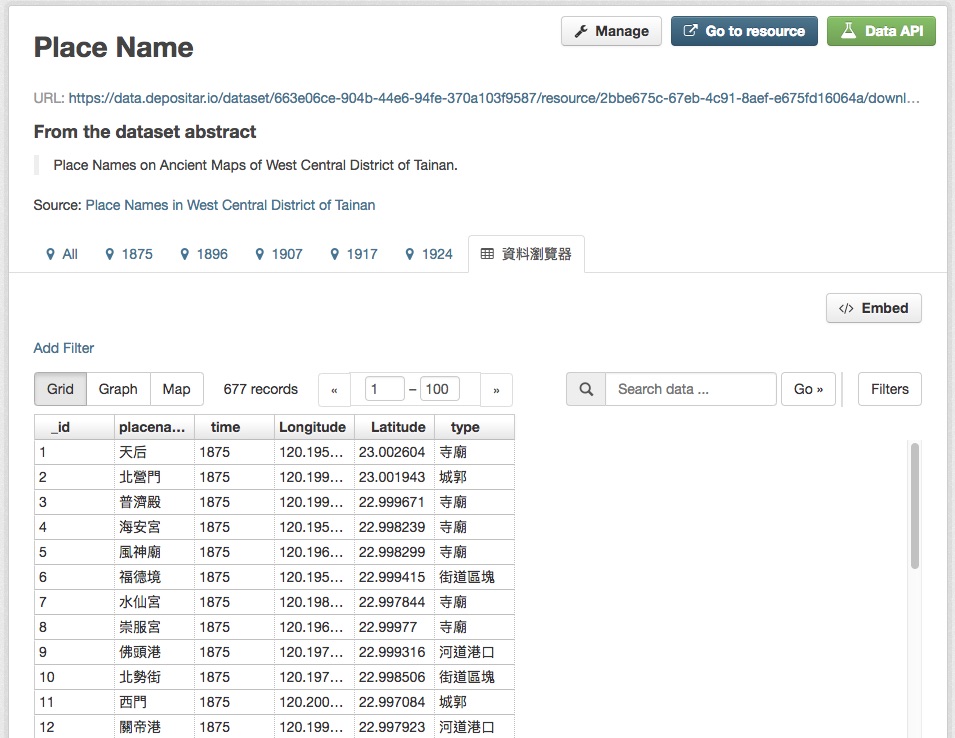 Place Name
Manage
Go to resource
Data API
URL: https://data.depositar.io/dataset/663e06ce-904b-44e6-94fe-370a103f9587/resource/2bbe675c-67eb-4c91-8aef-e675fd16064a/downl…
From the dataset abstract
Place Names on Ancient Maps of West Central District of Tainan.
Source: Place Names in West Central District of Tainan
All 1875 1896 1907 1917 1924 資料瀏覽器
</> Embed
Add Filter
Grid Graph Map 677 records « 1 – 100 » Search data ... Go » Filters
_id placena… time Longitude Latitude type
1 天后 1875 120.195… 23.002604 寺廟
2 北營門 1875 120.199… 23.001943 城郭
3 普濟殿 1875 120.199… 22.999671 寺廟
4 海安宮 1875 120.195… 22.998239 寺廟
5 風神廟 1875 120.196… 22.998299 寺廟
6 福德境 1875 120.195… 22.999415 街道區塊
7 水仙宮 1875 120.198… 22.997844 寺廟
8 崇服宮 1875 120.196… 22.99977 寺廟
9 佛頭港 1875 120.197… 22.999316 河道港口
10 北勢街 1875 120.197… 22.998506 街道區塊
11 西門 1875 120.200… 22.997084 城郭
12 關帝港 1875 120.199… 22.997923 河道港口